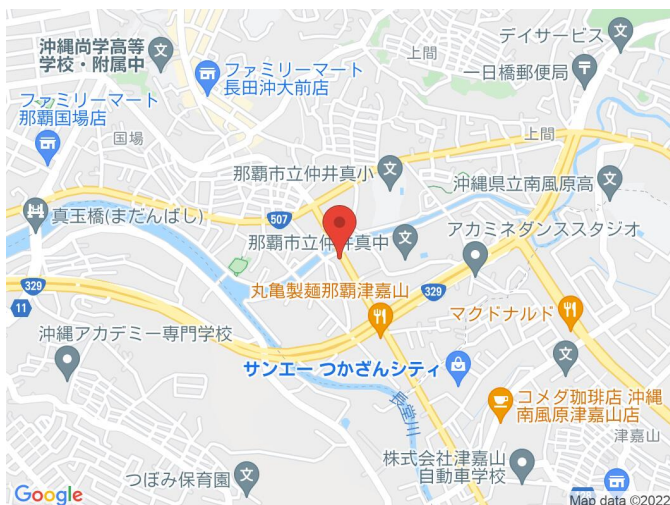 沖縄尚学高等
学校・附属中
ファミリーマート
長田沖大前店
上間
デイサービス
一日橋郵便局
ファミリーマート
那覇国場店
国場
上間
那覇市立仲井真小
沖縄県立南風原高
真玉橋(まだんばし)
507
那覇市立仲井真中
アカミネダンススタジオ
329
11
丸亀製麺那覇津嘉山
329
マクドナルド
沖縄アカデミー専門学校
サンエー つかざんシティ
長堂川
コメダ珈琲店 沖縄
南風原津嘉山店
津嘉山
株式会社津嘉山
自動車学校
つぼみ保育園
Google
Map data ©2022